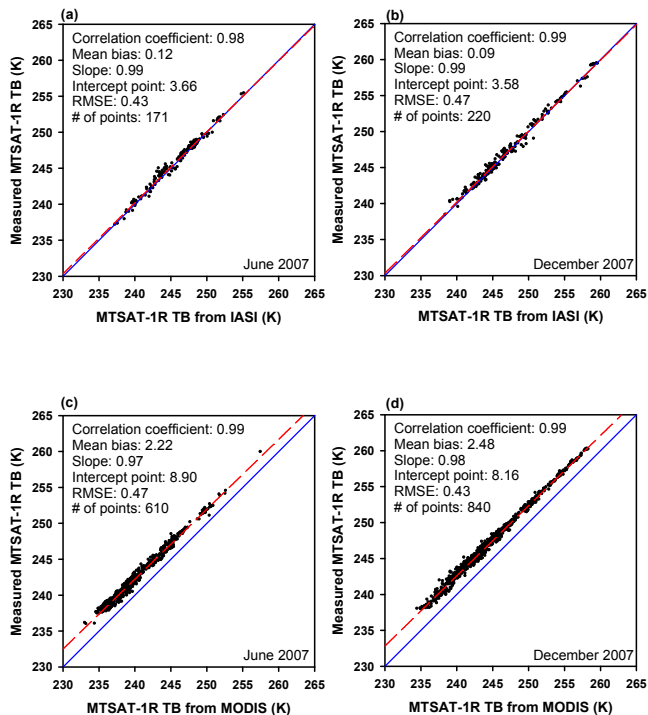 (a)
Correlation coefficient: 0.98
Mean bias: 0.12
Slope: 0.99
Intercept point: 3.66
RMSE: 0.43
# of points: 171
June 2007
265
260
255
250
245
240
235
230
230 235 240 245 250 255 260 265
Measured MTSAT-1R TB (K)
MTSAT-1R TB from IASI (K)
(b)
Correlation coefficient: 0.99
Mean bias: 0.09
Slope: 0.99
Intercept point: 3.58
RMSE: 0.47
# of points: 220
December 2007
265
260
255
250
245
240
235
230
230 235 240 245 250 255 260 265
Measured MTSAT-1R TB (K)
MTSAT-1R TB from IASI (K)
(c)
Correlation coefficient: 0.99
Mean bias: 2.22
Slope: 0.97
Intercept point: 8.90
RMSE: 0.47
# of points: 610
June 2007
265
260
255
250
245
240
235
230
230 235 240 245 250 255 260 265
Measured MTSAT-1R TB (K)
MTSAT-1R TB from MODIS (K)
(d)
Correlation coefficient: 0.99
Mean bias: 2.48
Slope: 0.98
Intercept point: 8.16
RMSE: 0.43
# of points: 840
December 2007
265
260
255
250
245
240
235
230
230 235 240 245 250 255 260 265
Measured MTSAT-1R TB (K)
MTSAT-1R TB from MODIS (K)